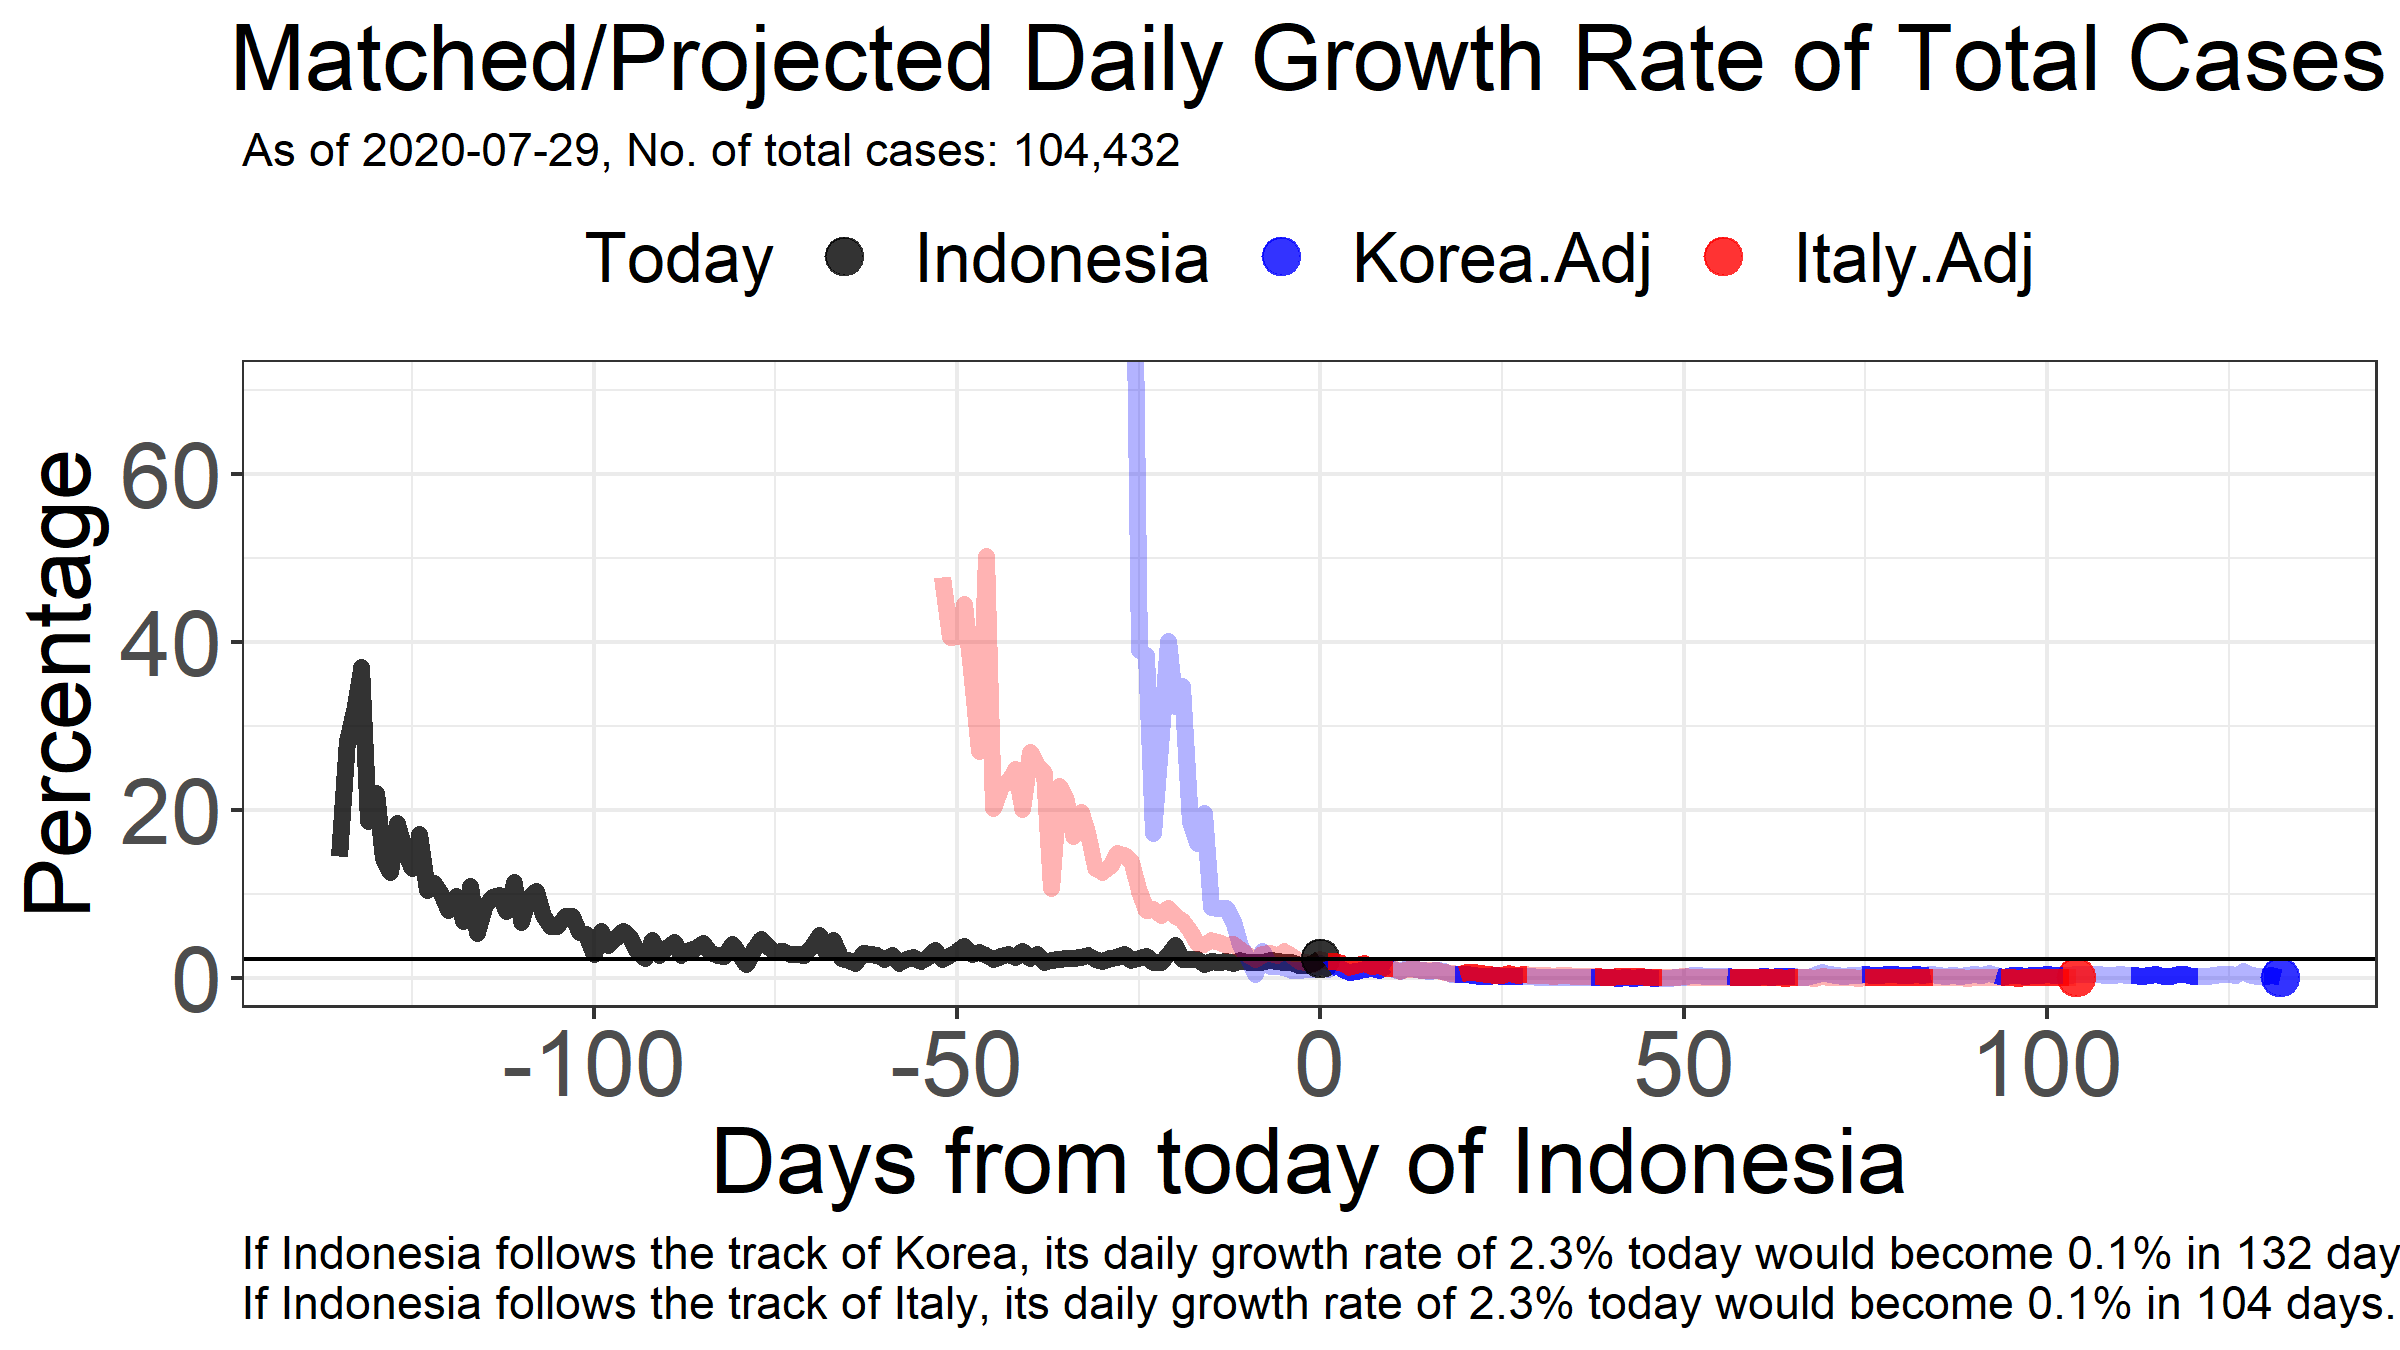 Matched/Projected Daily Growth Rate of Total Cases
As of 2020-07-29, No. of total cases: 104,432
Today Indonesia Korea.Adj Italy.Adj
Percentage
60
40
20
0
-100 -50 0 50 100
Days from today of Indonesia
If Indonesia follows the track of Korea, its daily growth rate of 2.3% today would become 0.1% in 132 day
If Indonesia follows the track of Italy, its daily growth rate of 2.3% today would become 0.1% in 104 days.